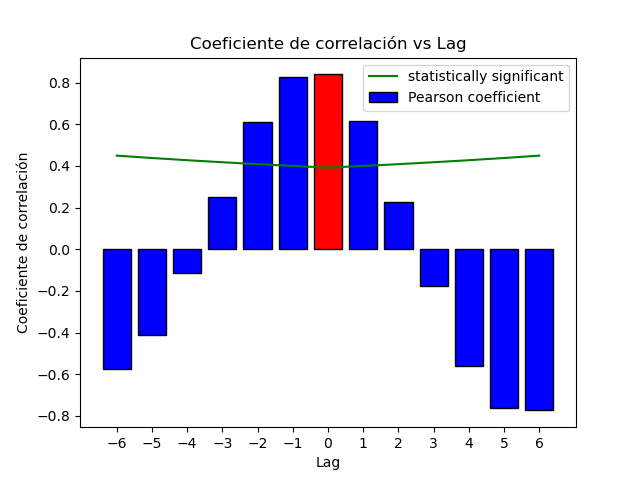 Coeficiente de correlación vs Lag
statistically significant
Pearson coefficient
Coeficiente de correlación
0.8
0.6
0.4
0.2
0.0
−0.2
−0.4
−0.6
−0.8
−6 −5 −4 −3 −2 −1 0 1 2 3 4 5 6
Lag